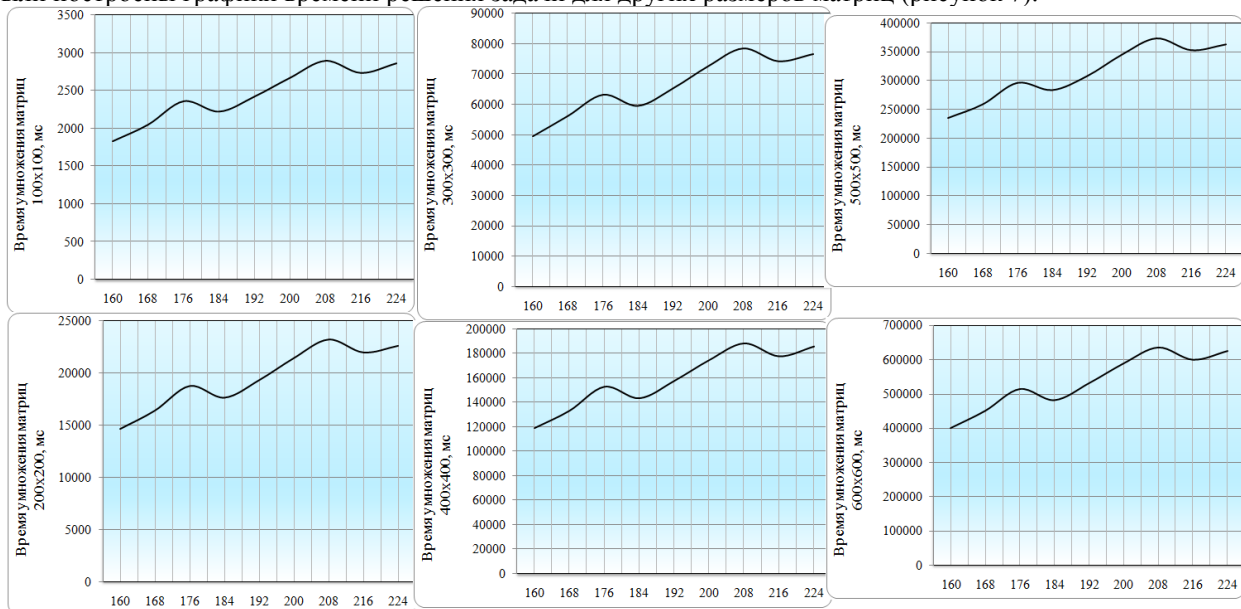 были построены графики времени решения задачи для других размеров матриц (рисунок 7).
Время умножения матриц
100x100, мс
3500
3000
2500
2000
1500
1000
500
0
160 168 176 184 192 200 208 216 224
Время умножения матриц
300x300, мс
90000
80000
70000
60000
50000
40000
30000
20000
10000
0
160 168 176 184 192 200 208 216 224
Время умножения матриц
500x500, мс
400000
350000
300000
250000
200000
150000
100000
50000
0
160 168 176 184 192 200 208 216 224
Время умножения матриц
200x200, мс
25000
20000
15000
10000
5000
0
160 168 176 184 192 200 208 216 224
Время умножения матриц
400x400, мс
200000
180000
160000
140000
120000
100000
80000
60000
40000
20000
0
160 168 176 184 192 200 208 216 224
Время умножения матриц
600x600, мс
700000
600000
500000
400000
300000
200000
100000
0
160 168 176 184 192 200 208 216 224